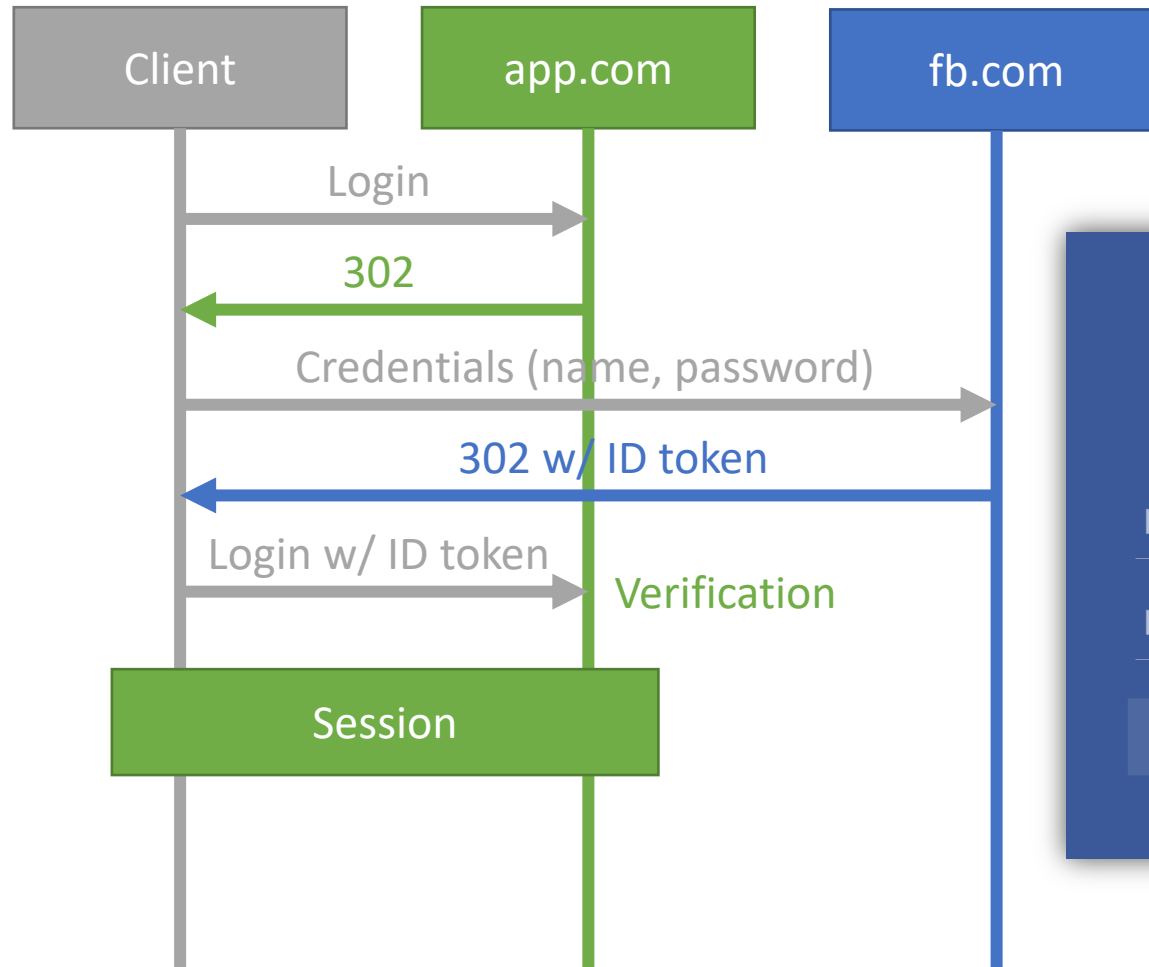 Client
app.com
fb.com
Login
302
Credentials (name, password)
302 w/ ID token
Login w/ ID token
Verification
Session